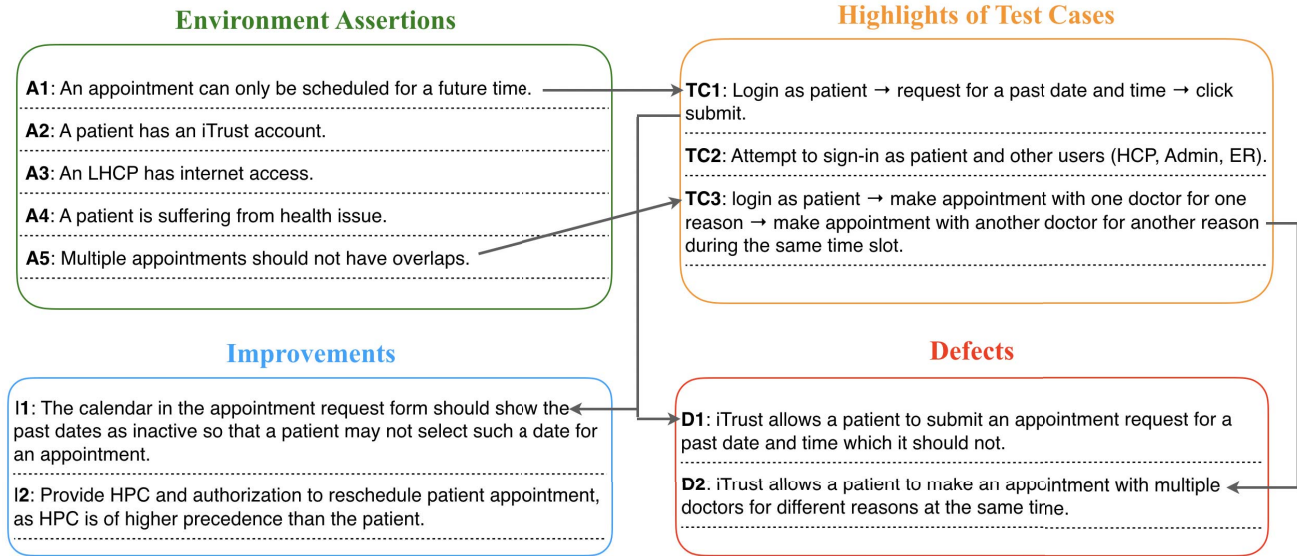 Environment Assertions
A1: An appointment can only be scheduled for a future time.
A2: A patient has an iTrust account.
A3: An LHCP has internet access.
A4: A patient is suffering from health issue.
A5: Multiple appointments should not have overlaps.
Highlights of Test Cases
TC1: Login as patient → request for a past date and time → click
submit.
TC2: Attempt to sign-in as patient and other users (HCP, Admin, ER).
TC3: login as patient → make appointment with one doctor for one
reason → make appointment with another doctor for another reason
during the same time slot.
Improvements
I1: The calendar in the appointment request form should show the
past dates as inactive so that a patient may not select such a date for
an appointment.
I2: Provide HPC and authorization to reschedule patient appointment,
as HPC is of higher precedence than the patient.
Defects
D1: iTrust allows a patient to submit an appointment request for a
past date and time which it should not.
D2. iTrust allows a patient to make an appointment with multiple
doctors for different reasons at the same time.